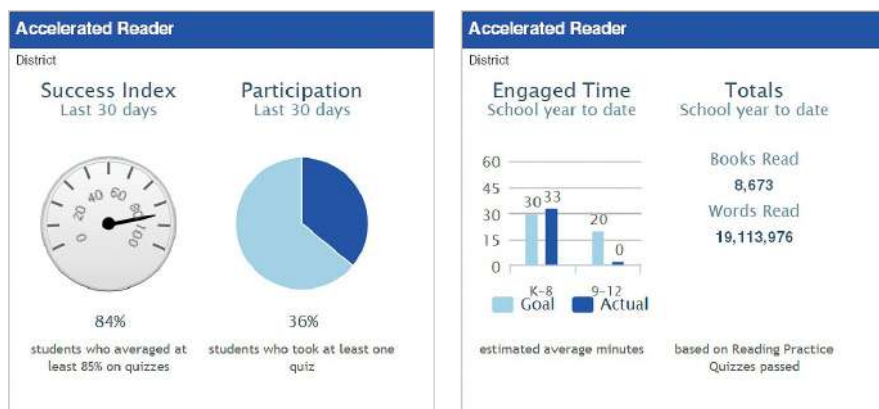 Accelerated Reader
District
Success Index
Last 30 days
0 20 40 60 80 100
84%
students who averaged at
least 85% on quizzes
Participation
Last 30 days
36%
students who took at least one
quiz
Accelerated Reader
District
Engaged Time
School year to date
60
45
30
15
0
30 33
20
0
K-8 9-12
Goal Actual
estimated average minutes
Totals
School year to date
Books Read
8,673
Words Read
19,113,976
based on Reading Practice
Quizzes passed